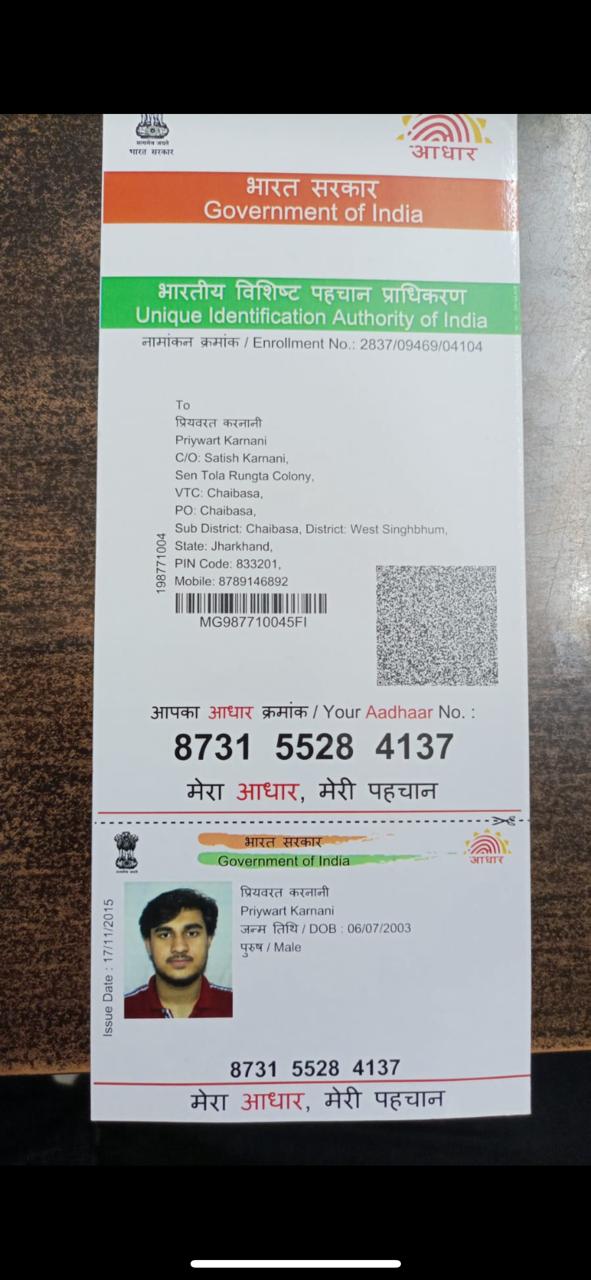 सत्यमेव जयते
भारत सरकार
आधार
भारत सरकार
Government of India
भारतीय विशिष्ट पहचान प्राधिकरण
Unique Identification Authority of India
नामांकन क्रमांक / Enrollment No.: 2837/09469/04104
To
प्रियवरत करनानी
Priywart Karnani
C/O: Satish Karnani,
Sen Tola Rungta Colony,
VTC: Chaibasa,
PO: Chaibasa,
Sub District: Chaibasa, District: West Singhbhum,
State: Jharkhand,
PIN Code: 833201,
Mobile: 8789146892
198771004
MG987710045FI
आपका आधार क्रमांक / Your Aadhaar No. :
8731 5528 4137
मेरा आधार, मेरी पहचान
भारत सरकार
Government of India
आधार
Issue Date : 17/11/2015
प्रियवरत करनानी
Priywart Karnani
जन्म तिथि / DOB : 06/07/2003
पुरुष / Male
8731 5528 4137
मेरा आधार, मेरी पहचान